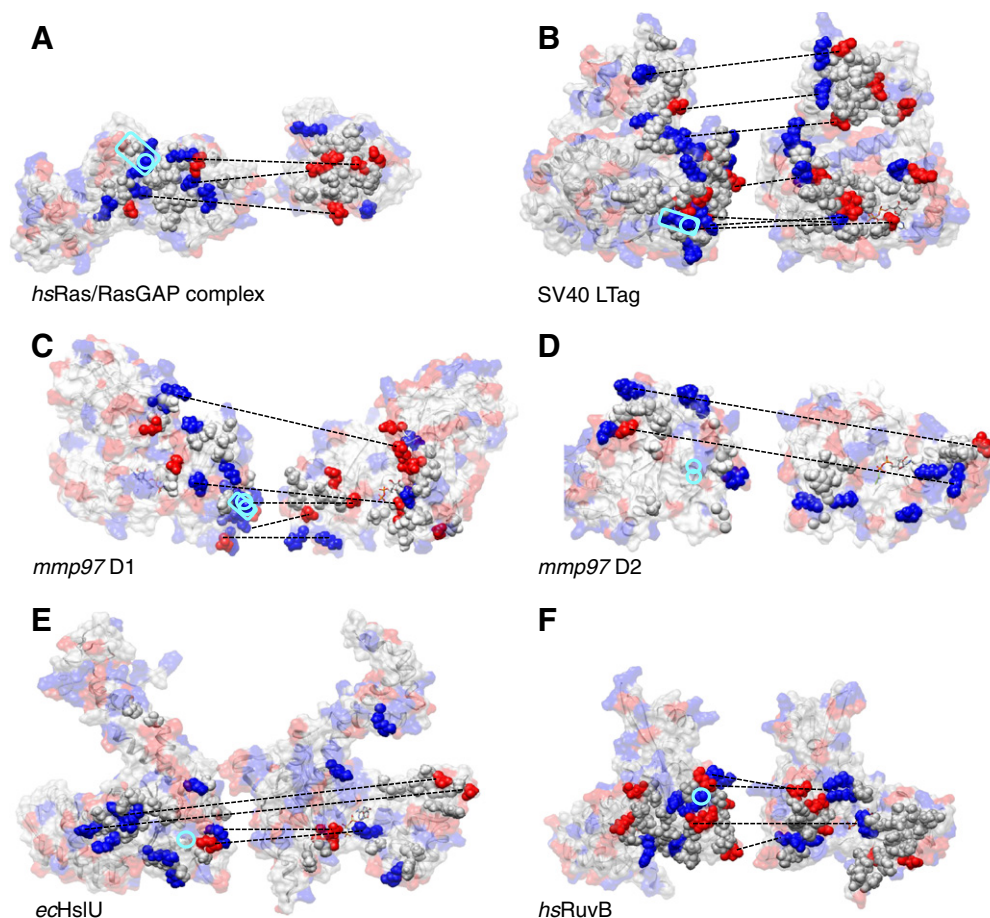 A
B
hsRas/RasGAP complex
SV40 LTag
C
D
mmp97 D1
mmp97 D2
E
F
ecHslU
hsRuvB